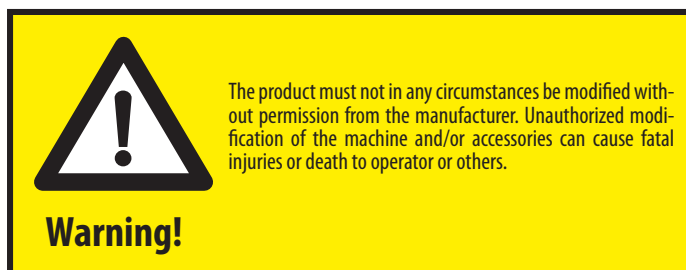 The product must not in any circumstances be modified with-
out permission from the manufacturer. Unauthorized modi-
fication of the machine and/or accessories can cause fatal
injuries or death to operator or others.
Warning!